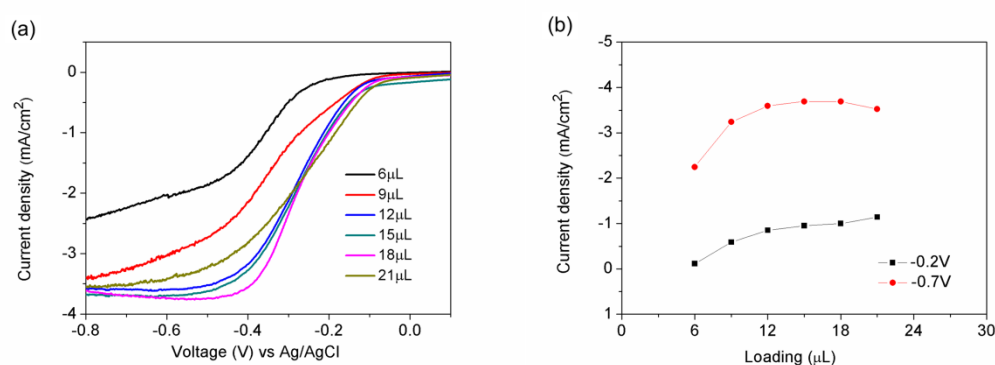 (a)
Current density (mA/cm²)
0
-1
-2
-3
-4
6μL
9μL
12μL
15μL
18μL
21μL
-0.8
-0.6
-0.4
-0.2
0.0
Voltage (V) vs Ag/AgCl
(b)
Current density (mA/cm²)
-5
-4
-3
-2
-1
0
1
-0.2V
-0.7V
0
6
12
18
24
30
Loading (μL)